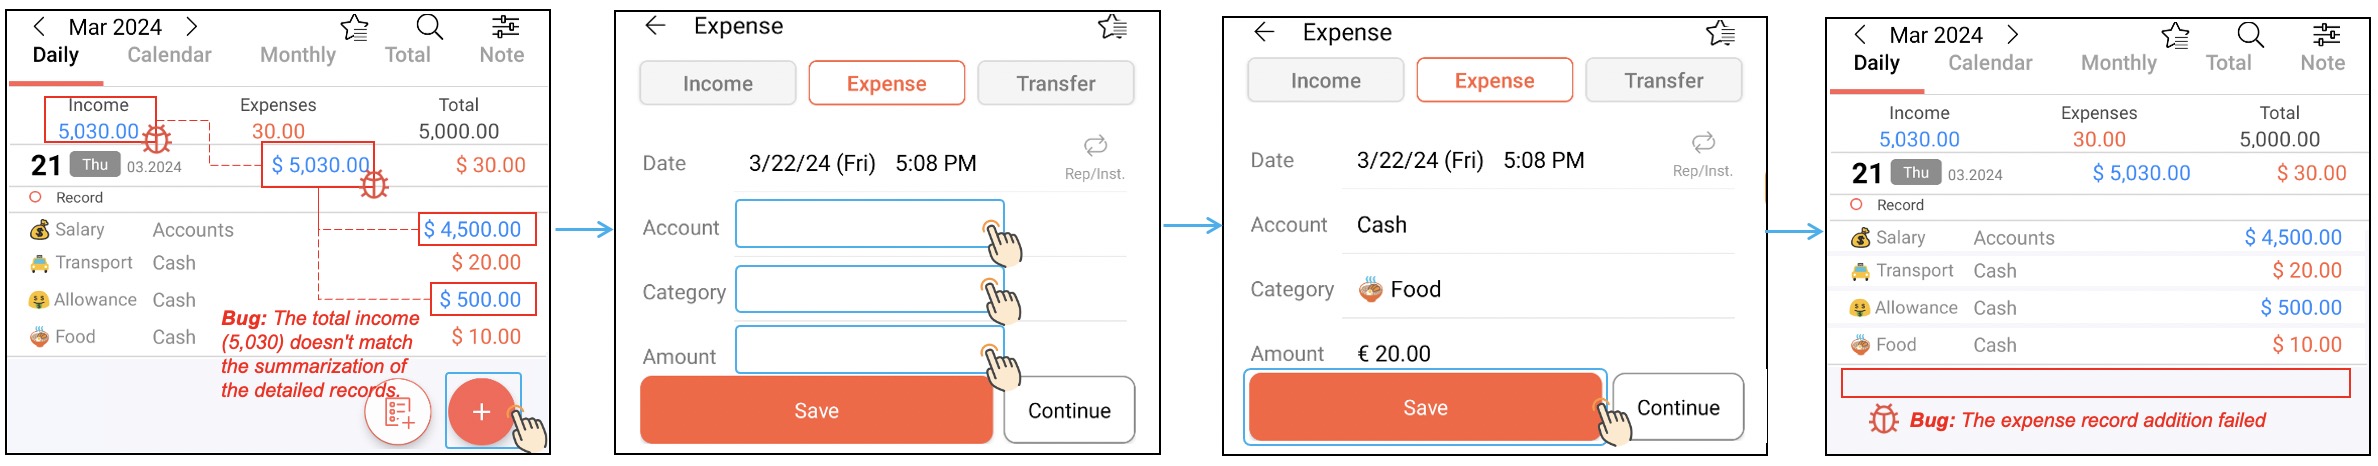 Mar 2024
Daily Calendar Monthly Total Note
Income Expenses Total
5,030.00 30.00 5,000.00
21 Thu 03.2024 $ 5,030.00 $ 30.00
Record
Salary Accounts $ 4,500.00
Transport Cash $ 20.00
Allowance Cash $ 500.00
Food Cash $ 10.00
Bug: The total income
(5,030) doesn't match
the summarization of
the detailed records.
+
Expense
Income Expense Transfer
Date 3/22/24 (Fri) 5:08 PM Rep/Inst.
Account
Category
Amount
Save Continue
Expense
Income Expense Transfer
Date 3/22/24 (Fri) 5:08 PM Rep/Inst.
Account Cash
Category Food
Amount € 20.00
Save Continue
Mar 2024
Daily Calendar Monthly Total Note
Income Expenses Total
5,030.00 30.00 5,000.00
21 Thu 03.2024 $ 5,030.00 $ 30.00
Record
Salary Accounts $ 4,500.00
Transport Cash $ 20.00
Allowance Cash $ 500.00
Food Cash $ 10.00
Bug: The expense record addition failed